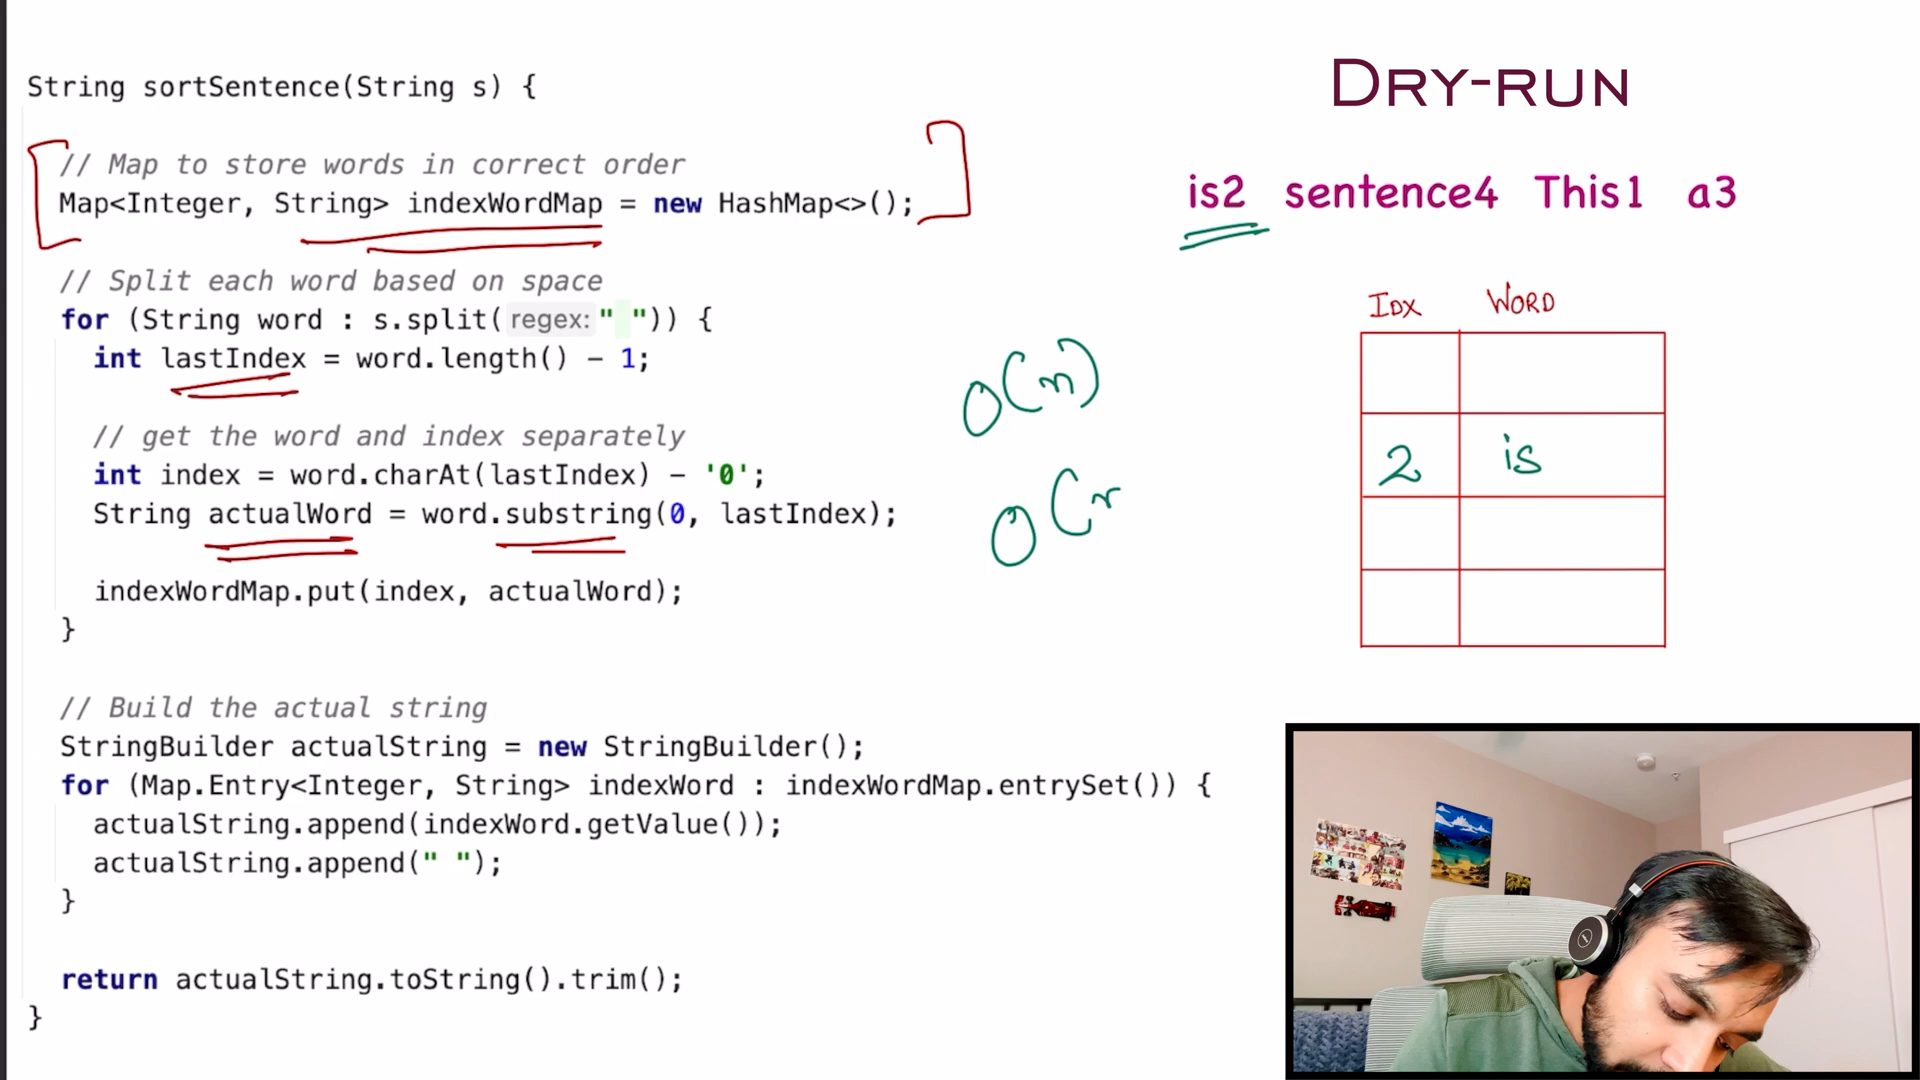 String sortSentence(String s) {
// Map to store words in correct order
Map<Integer, String> indexWordMap = new HashMap<>();
// Split each word based on space
for (String word : s.split( regex: " ")) {
int lastIndex = word.length() - 1;
// get the word and index separately
int index = word.charAt(lastIndex) - '0';
String actualWord = word.substring(0, lastIndex);
indexWordMap.put(index, actualWord);
}
// Build the actual string
StringBuilder actualString = new StringBuilder();
for (Map.Entry<Integer, String> indexWord : indexWordMap.entrySet()) {
actualString.append(indexWord.getValue());
actualString.append(" ");
}
return actualString.toString().trim();
}
O(n)
O(
DRY-RUN
is2 sentence4 This1 a3
IDX WORD
2 is